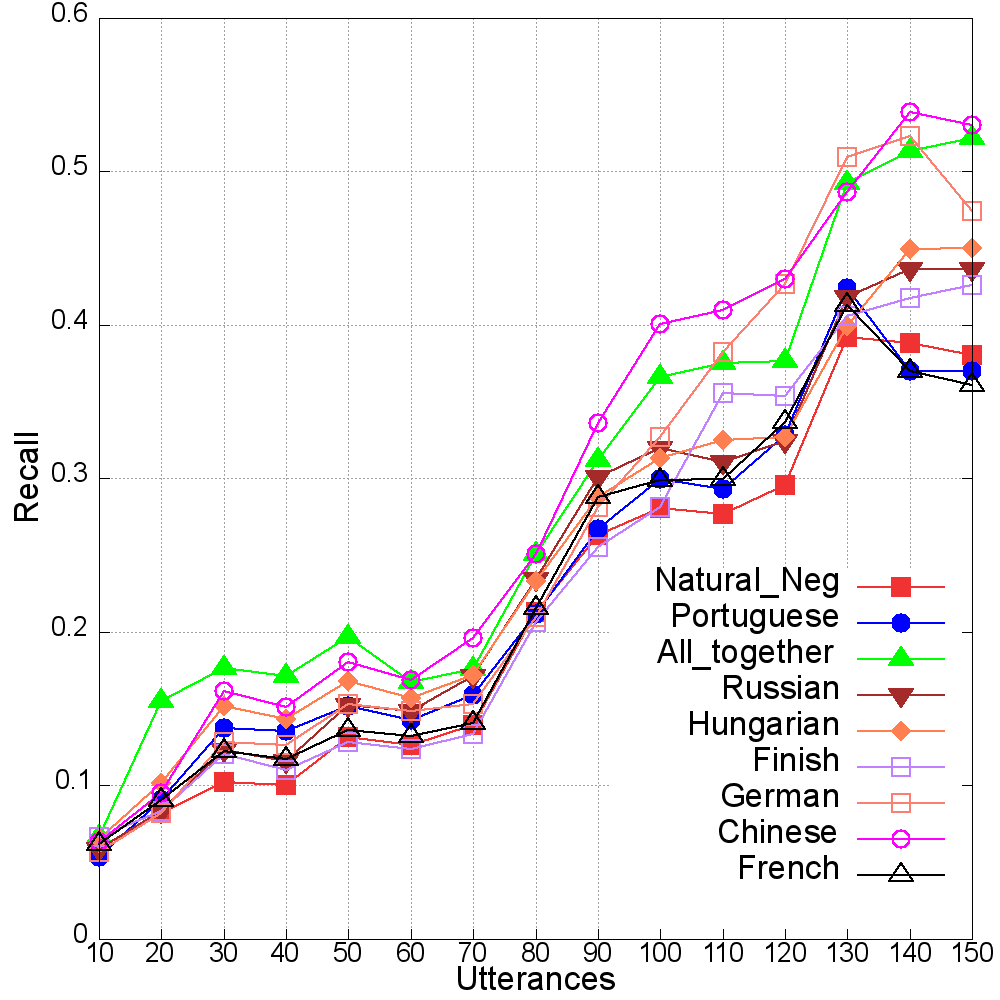 0.6
0.5
0.4
0.3
0.2
0.1
0
Recall
Natural_Neg
Portuguese
All_together
Russian
Hungarian
Finish
German
Chinese
French
10 20 30 40 50 60 70 80 90 100 110 120 130 140 150
Utterances